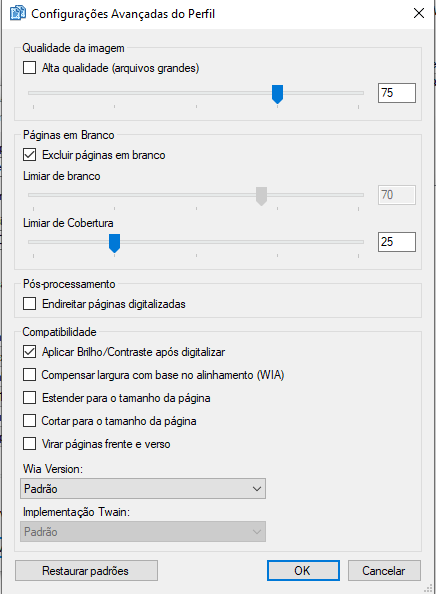 Configurações Avançadas do Perfil
Qualidade da imagem
Alta qualidade (arquivos grandes)
75
Páginas em Branco
Excluir páginas em branco
Limiar de branco
70
Limiar de Cobertura
25
Pós-processamento
Endireitar páginas digitalizadas
Compatibilidade
Aplicar Brilho/Contraste após digitalizar
Compensar largura com base no alinhamento (WIA)
Estender para o tamanho da página
Cortar para o tamanho da página
Virar páginas frente e verso
Wia Version:
Padrão
Implementação Twain:
Padrão
Restaurar padrões
OK
Cancelar